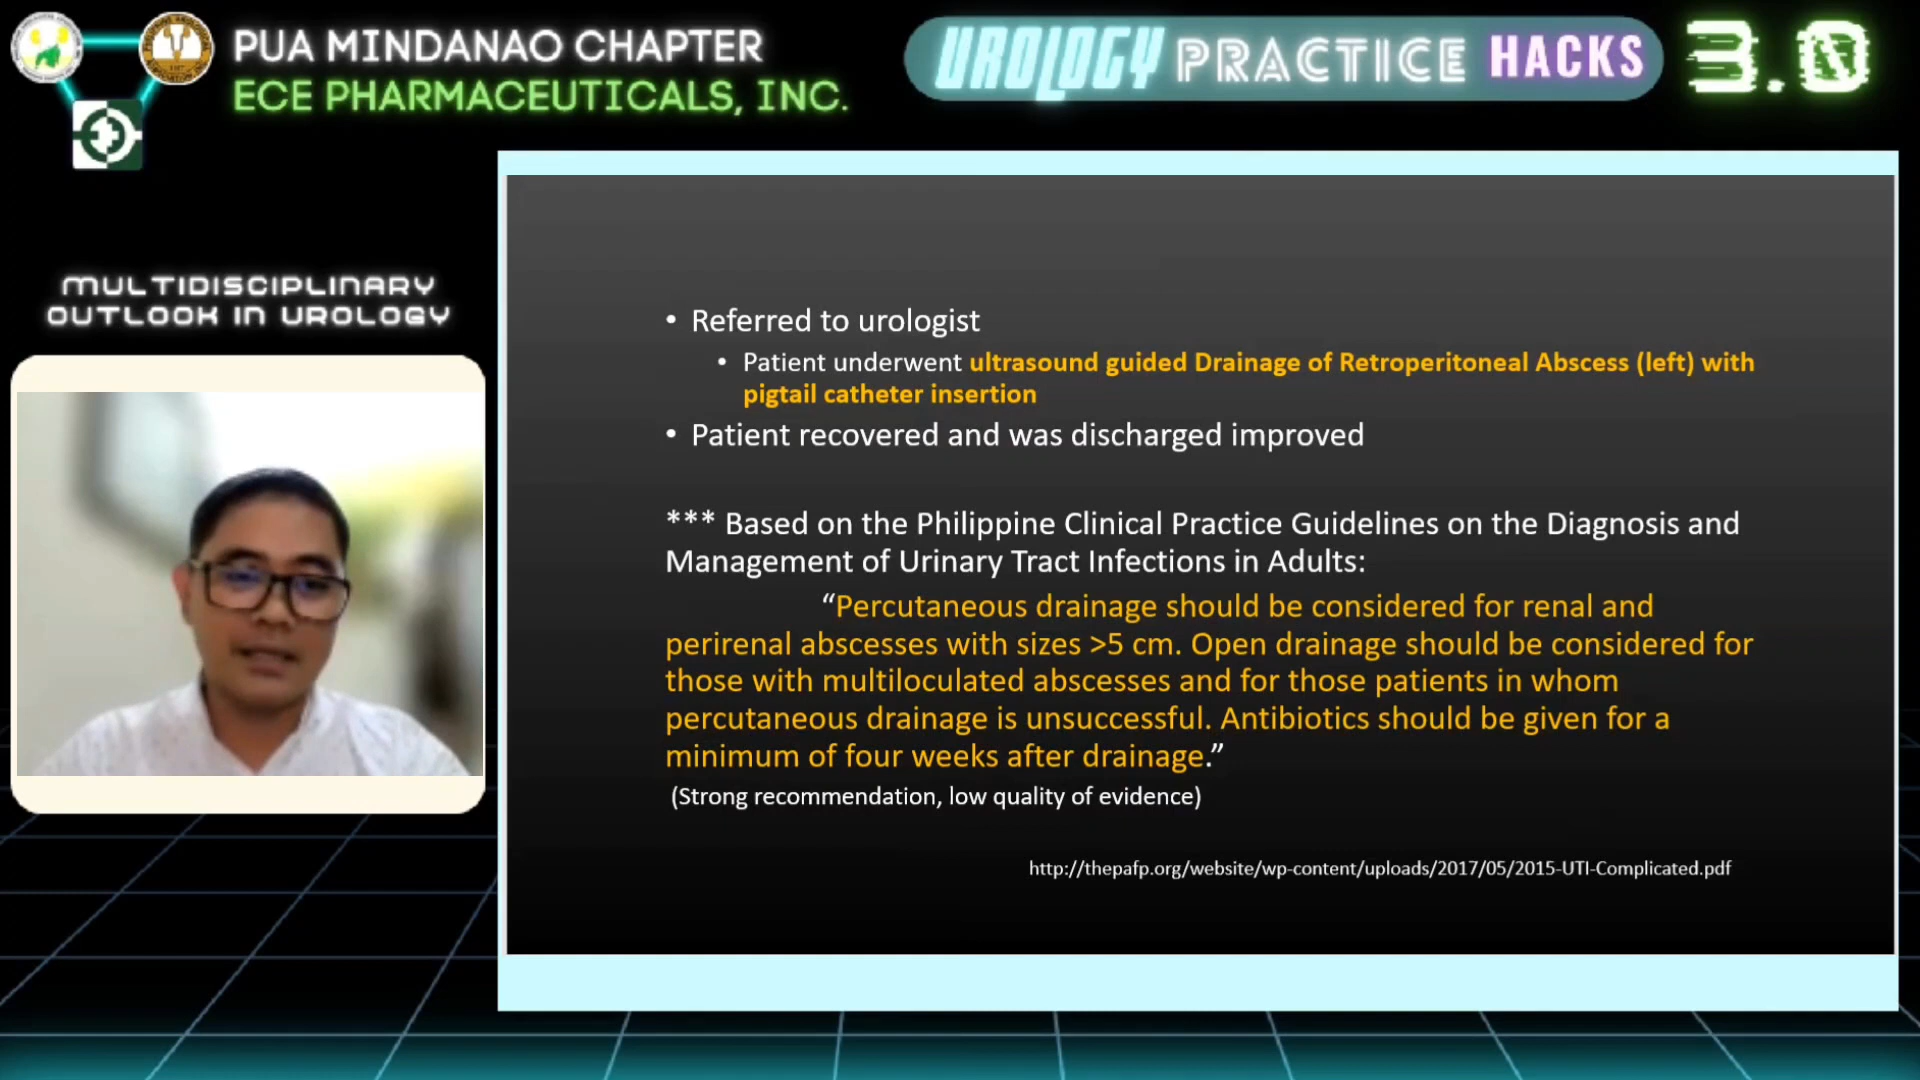 PUA MINDANAO CHAPTER
ECE PHARMACEUTICALS, INC.
UROLOGY PRACTICE HACKS 3.0
MULTIDISCIPLINARY
OUTLOOK IN UROLOGY
• Referred to urologist
• Patient underwent ultrasound guided Drainage of Retroperitoneal Abscess (left) with
pigtail catheter insertion
• Patient recovered and was discharged improved
*** Based on the Philippine Clinical Practice Guidelines on the Diagnosis and
Management of Urinary Tract Infections in Adults:
“Percutaneous drainage should be considered for renal and
perirenal abscesses with sizes >5 cm. Open drainage should be considered for
those with multiloculated abscesses and for those patients in whom
percutaneous drainage is unsuccessful. Antibiotics should be given for a
minimum of four weeks after drainage.”
(Strong recommendation, low quality of evidence)
http://thepafp.org/website/wp-content/uploads/2017/05/2015-UTI-Complicated.pdf